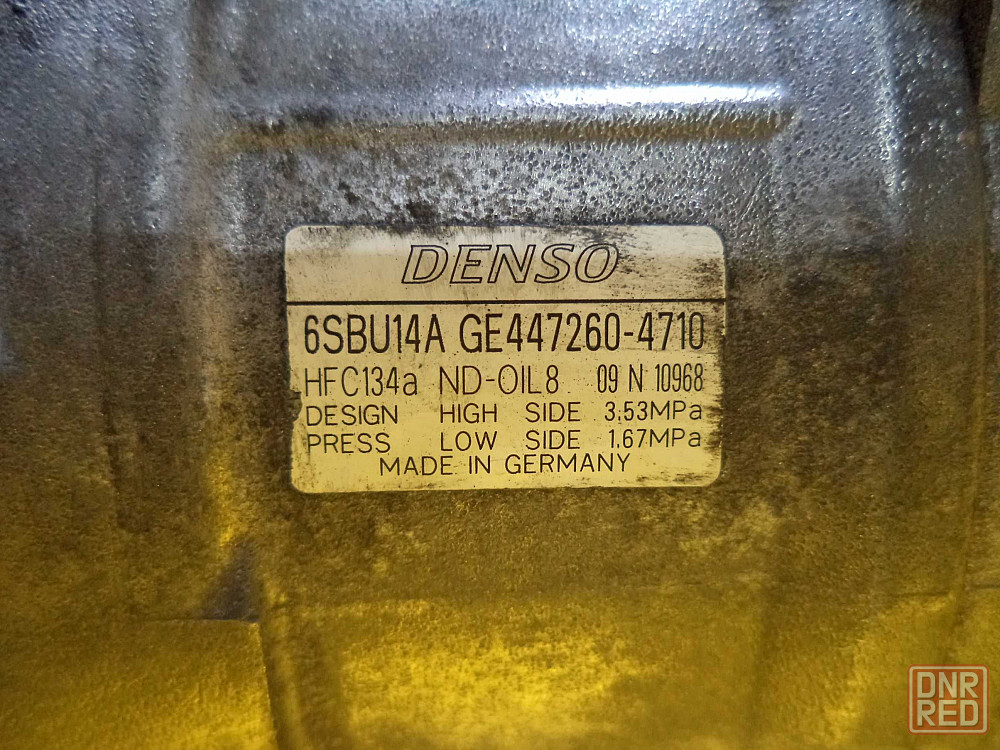 DENSO
6SBU14A GE447260-4710
HFC134a ND-OIL8 09 N 10968
DESIGN HIGH SIDE 3.53MPa
PRESS LOW SIDE 1.67MPa
MADE IN GERMANY
DNR
RED